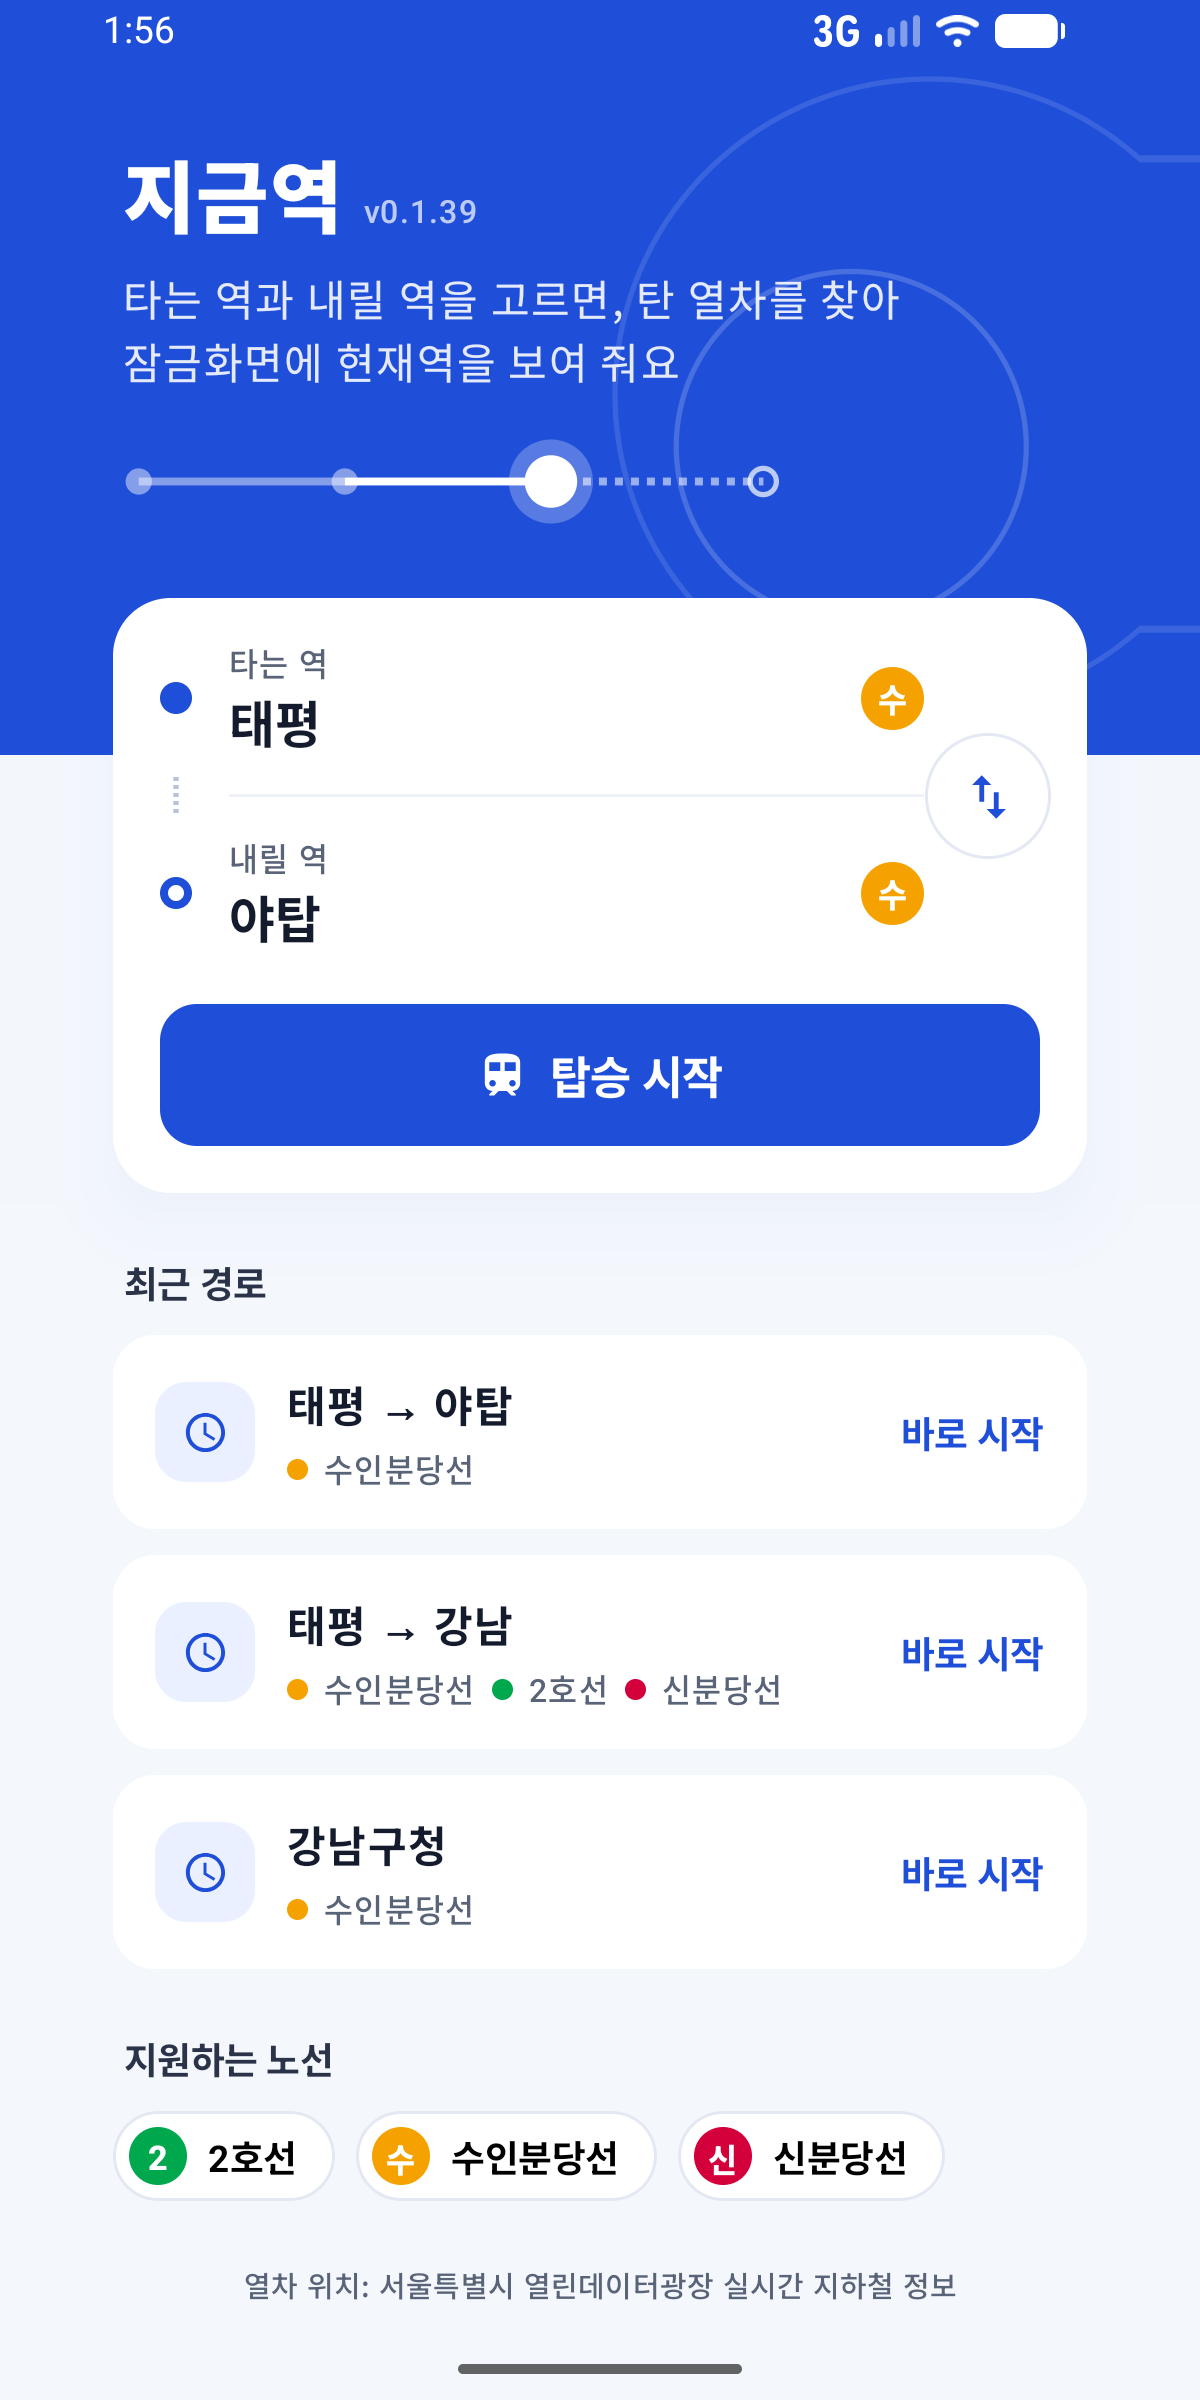 1:56
3G
지금역 v0.1.39
타는 역과 내릴 역을 고르면, 탄 열차를 찾아
잠금화면에 현재역을 보여 줘요
타는 역
태평
수
내릴 역
야탑
수
탑승 시작
최근 경로
태평 → 야탑
수인분당선
바로 시작
태평 → 강남
수인분당선 2호선 신분당선
바로 시작
강남구청
수인분당선
바로 시작
지원하는 노선
2 2호선 수 수인분당선 신 신분당선
열차 위치: 서울특별시 열린데이터광장 실시간 지하철 정보